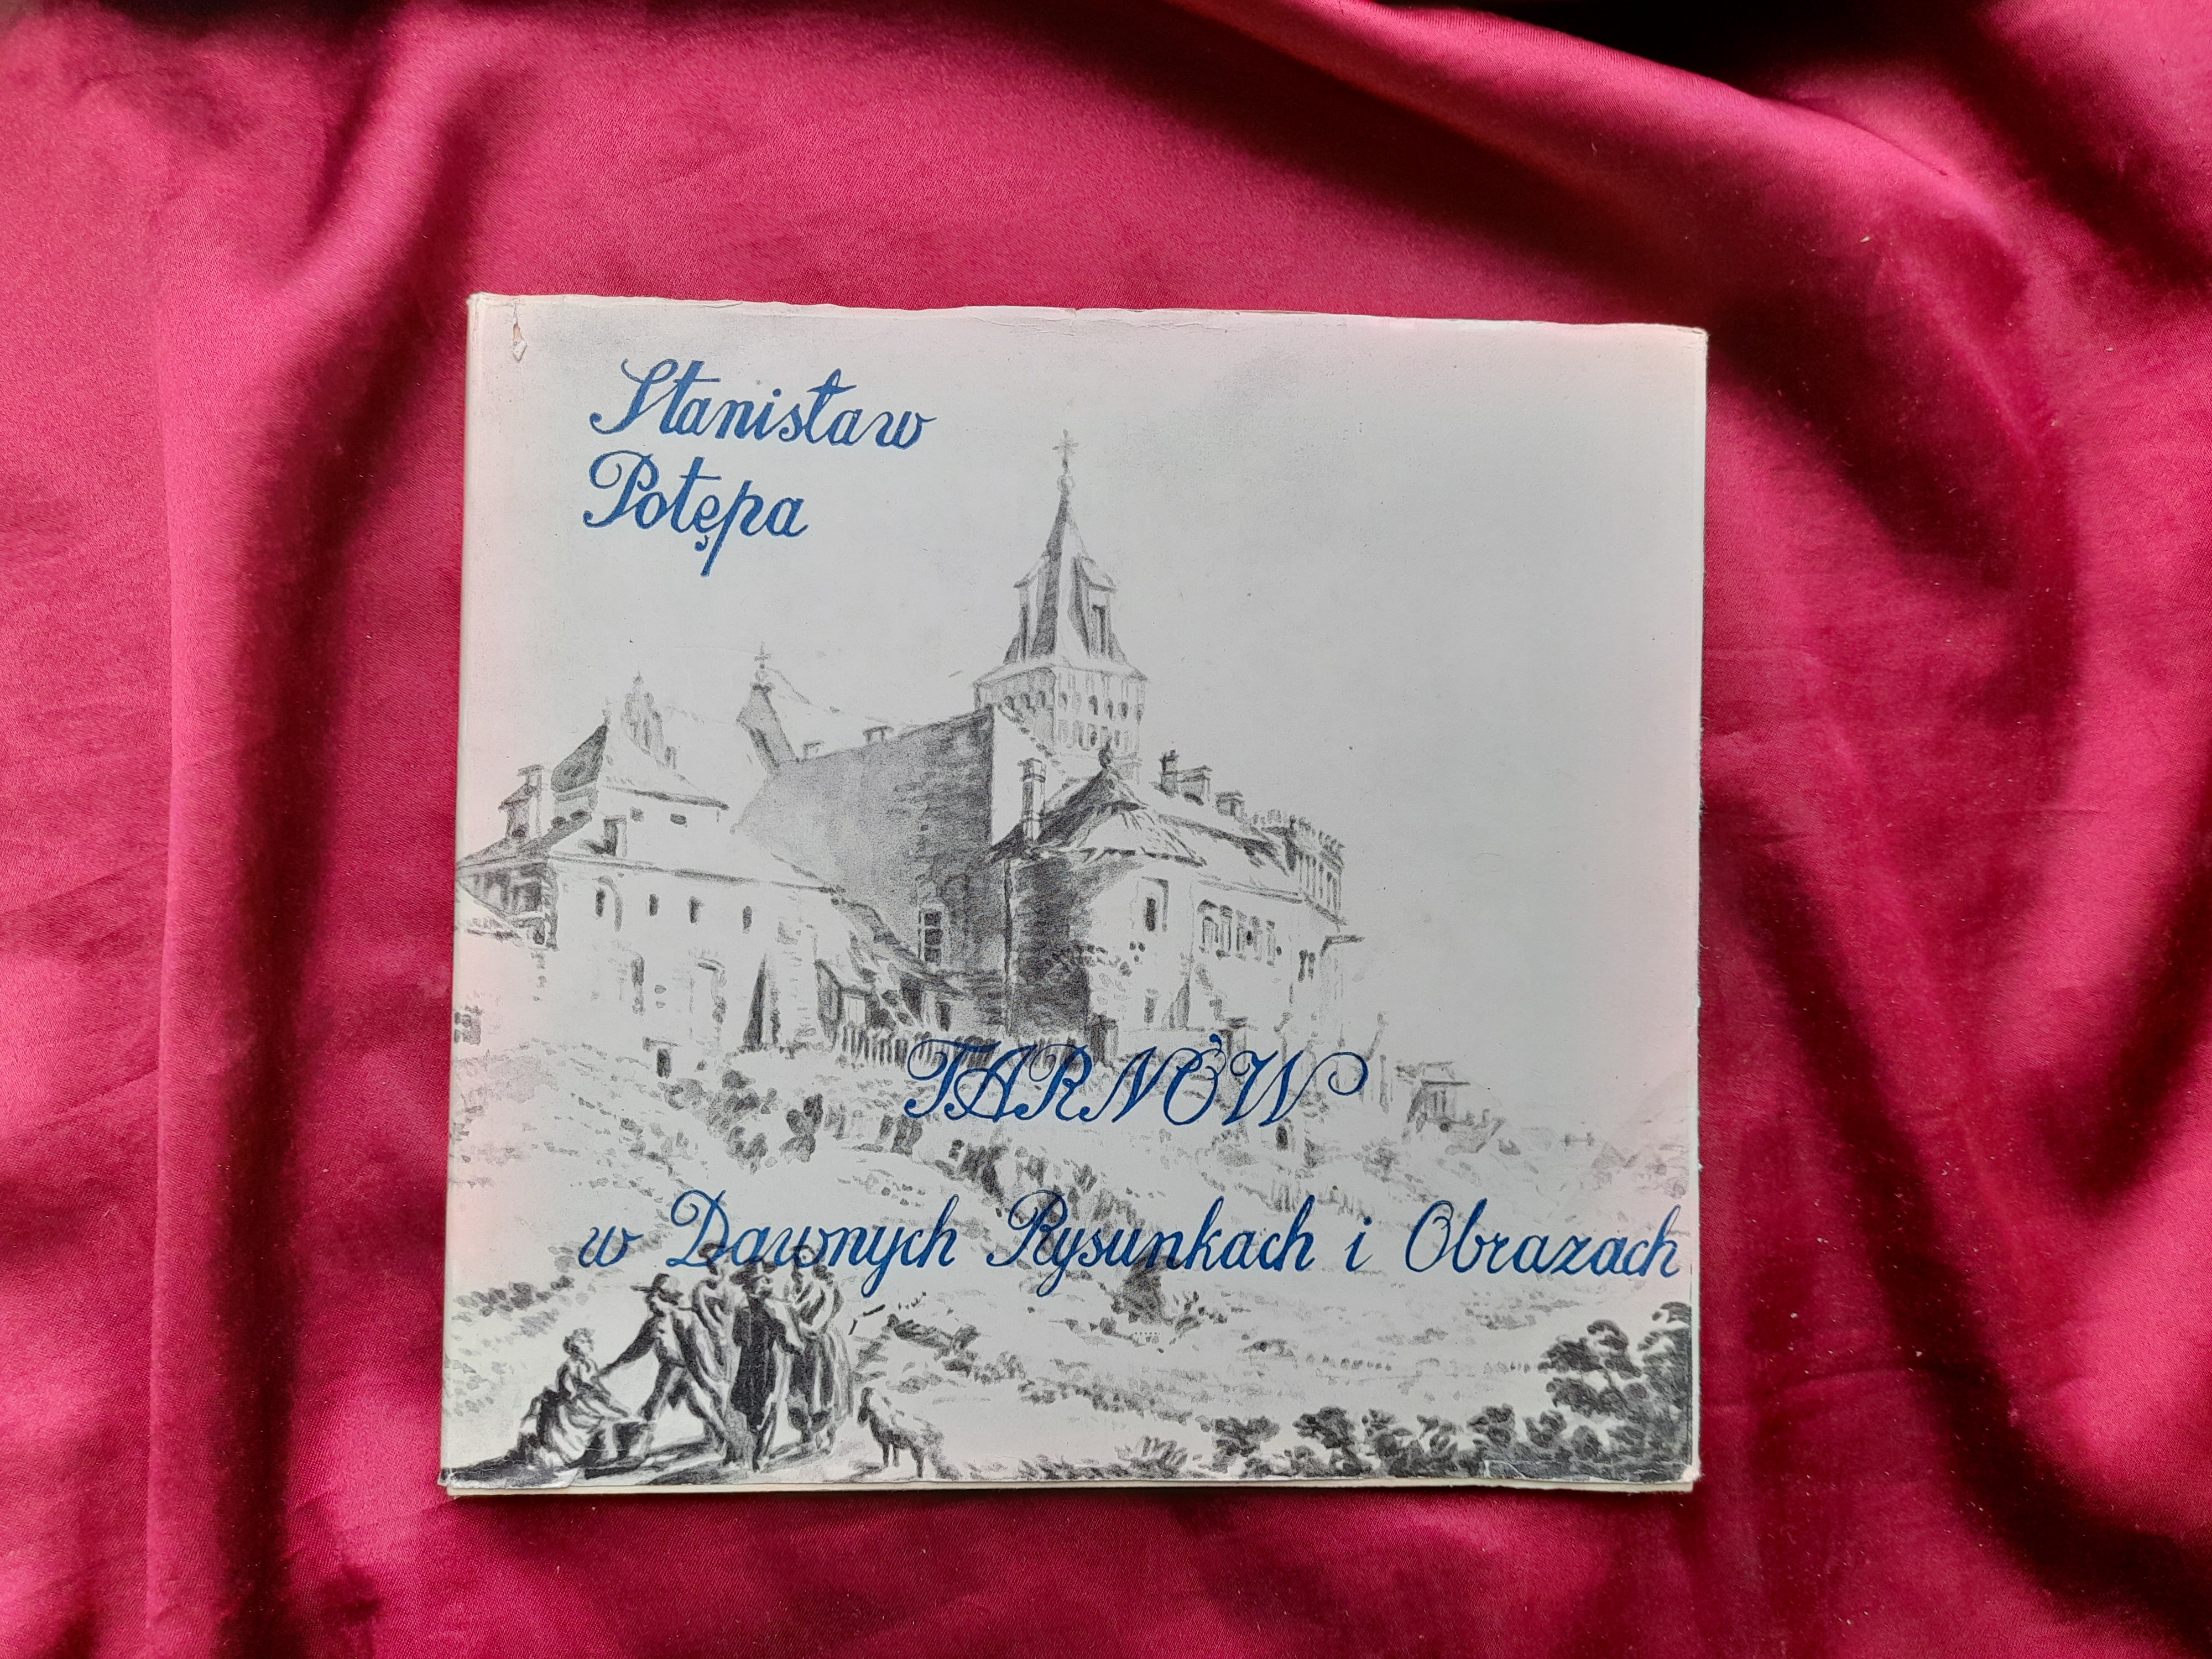 Stanisław
Potępa
TARNÓW
w Dawnych Rysunkach i Obrazach